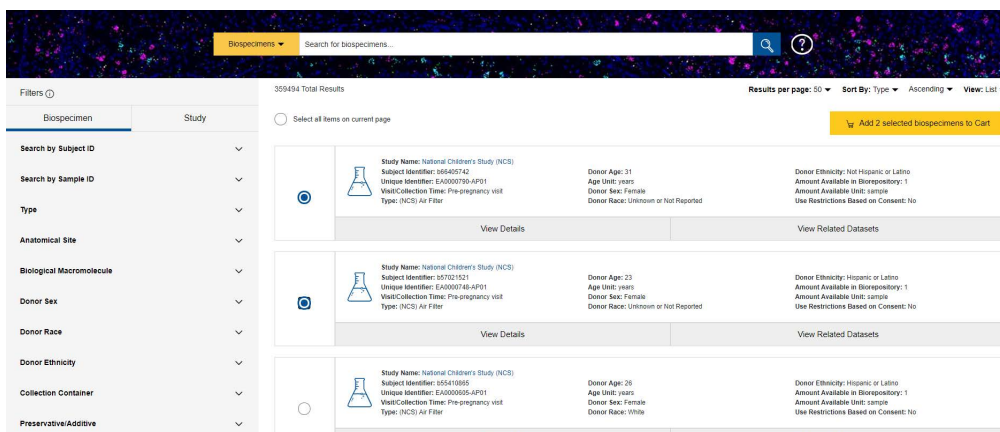 Biospecimens
Search for biospecimens...
?
Filters
359494 Total Results
Results per page: 50 Sort By: Type Ascending View: List
Biospecimen Study
Select all items on current page
Add 2 selected biospecimens to Cart
Search by Subject ID
Search by Sample ID
Type
Anatomical Site
Biological Macromolecule
Donor Sex
Donor Race
Donor Ethnicity
Collection Container
Preservative/Additive
Study Name: National Children's Study (NCS)
Subject Identifier: b66405742 Donor Age: 31 Donor Ethnicity: Not Hispanic or Latino
Unique Identifier: EA0000790-AP01 Age Unit: years Amount Available in Biorepository: 1
Visit/Collection Time: Pre-pregnancy visit Donor Sex: Female Amount Available Unit: sample
Type: (NCS) Air Filter Donor Race: Unknown or Not Reported Use Restrictions Based on Consent: No
View Details View Related Datasets
Study Name: National Children's Study (NCS)
Subject Identifier: b57021521 Donor Age: 23 Donor Ethnicity: Hispanic or Latino
Unique Identifier: EA0000748-AP01 Age Unit: years Amount Available in Biorepository: 1
Visit/Collection Time: Pre-pregnancy visit Donor Sex: Female Amount Available Unit: sample
Type: (NCS) Air Filter Donor Race: Unknown or Not Reported Use Restrictions Based on Consent: No
View Details View Related Datasets
Study Name: National Children's Study (NCS)
Subject Identifier: b55410865 Donor Age: 26 Donor Ethnicity: Hispanic or Latino
Unique Identifier: EA0000605-AP01 Age Unit: years Amount Available in Biorepository: 1
Visit/Collection Time: Pre-pregnancy visit Donor Sex: Female Amount Available Unit: sample
Type: (NCS) Air Filter Donor Race: White Use Restrictions Based on Consent: No